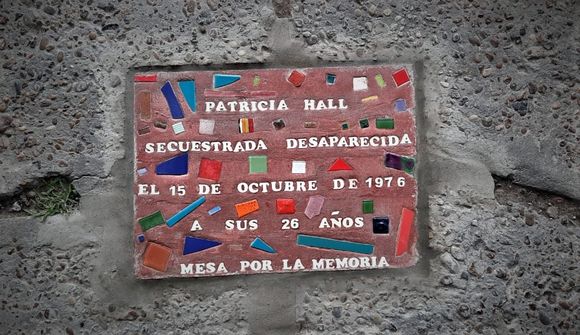 PATRICIA HALL
SECUESTRADA DESAPARECIDA
EL 15 DE OCTUBRE DE 1976
A SUS 26 AÑOS
MESA POR LA MEMORIA